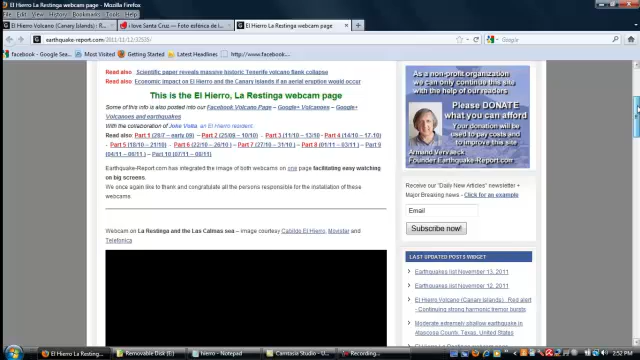 El Hierro La Restinga webcam page - Mozilla Firefox
File Edit View History Bookmarks Tools Help
El Hierro Volcano (Canary Islands) : R...
I love Santa Cruz — Foto esférica de l...
El Hierro La Restinga webcam page
earthquake-report.com/2011/11/12/37539/
Google
facebook - Google Sear...
Most Visited
Getting Started
Latest Headlines
http://www.facebook...
Read also Scientific paper reveals massive historic Tenerife volcano flank collapse
Read also Economic impact on El Hierro and the Canary Islands if an aerial eruption would occur
This is the El Hierro, La Restinga webcam page
Some of this info is also posted into our Facebook Volcano Page – Google+ Volcanoes – Google+
Volcanoes and earthquakes
With the collaboration of Joke Volta, an El Hierro resident.
Read also Part 1 (20/7 – early 09) – Part 2 (25/09 – 10/10) – Part 3 (11/10 – 13/10) – Part 4 (14/10 – 17.10)
– Part 5 (18/10 – 21/10) – Part 6 (22/10 – 26/10) – Part 7 (27/10 – 31/10) – Part 8 (01/11 – 03/11) – Part 9
(04/11 – 06/11) – Part 10 (07/11 – 08/11)
Earthquake-Report.com has integrated the image of both webcams on one page facilitating easy watching
on big screens.
We once again like to thank and congratulate all the persons responsible for the installation of these
webcams.
Webcam on La Restinga and the Las Calmas sea – image courtesy Cabildo El Hierro, Movistar and
Telefonica
As a non-profit organization
we can only continue this site
with the help of our readers
Please DONATE
what you can afford
Your donation will be
used to pay costs and
to improve this site
Armand Vervaeck
Founder Earthquake-Report.com
Receive our "Daily New Articles" newsletter +
Major Breaking news : Click for an example
Email
Subscribe now!
LAST UPDATED POSTS WIDGET
Earthquakes list November 13, 2011
Earthquakes list November 12, 2011
El Hierro Volcano (Canary Islands) : Red alert
- Continuing strong harmonic tremor bursts
Moderate extremely shallow earthquake in
Atascosa County, Texas, United States
El Hierro La Resting...
Removable Disk (E:)
hierro - Notepad
Camtasia Studio - U...
Recording...
2:52 PM